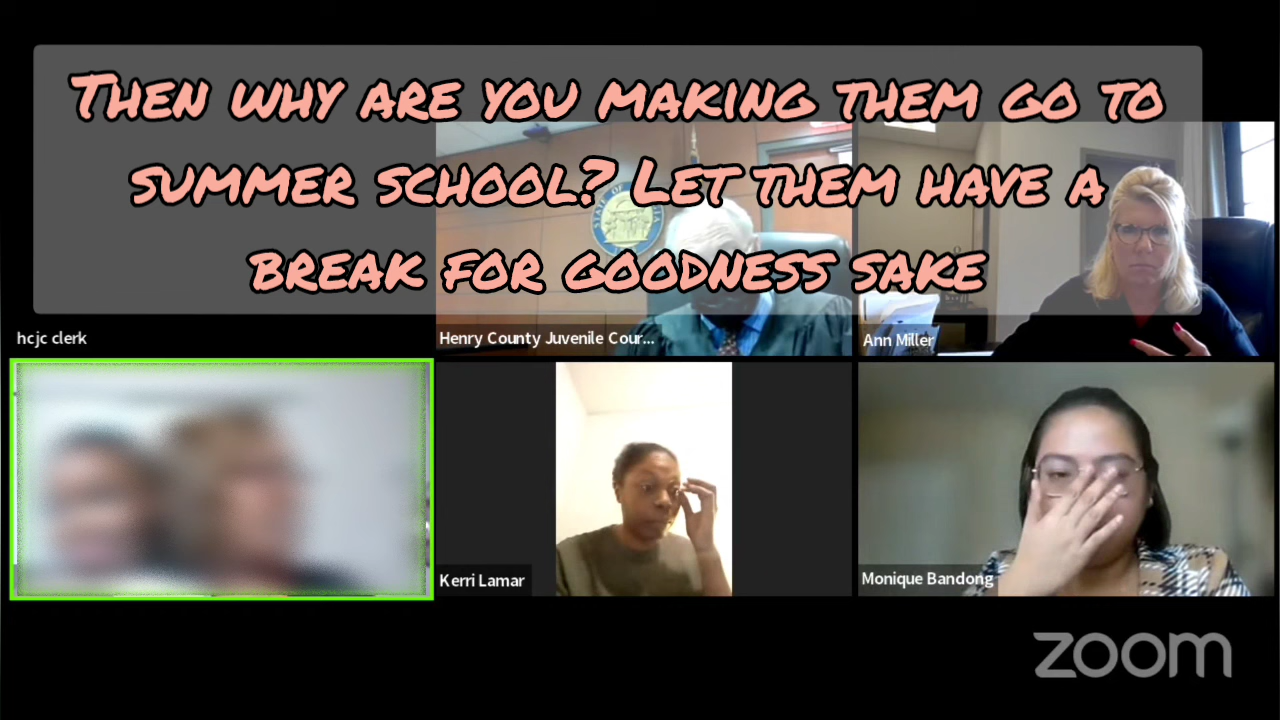 Then why are you making them go to
summer school? Let them have a
break for goodness sake
hcjc clerk
Henry County Juvenile Cour...
Ann Miller
Kerri Lamar
Monique Bandong
zoom